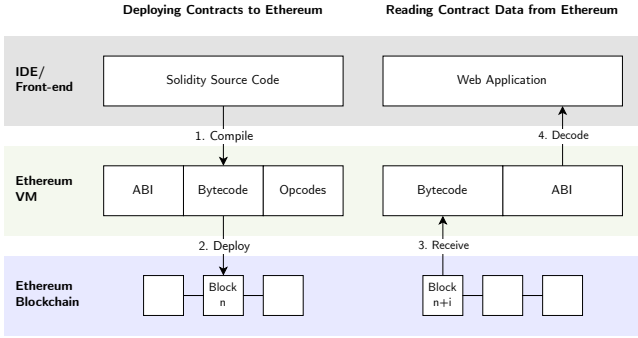 Deploying Contracts to Ethereum
Reading Contract Data from Ethereum
IDE/
Front-end
Solidity Source Code
Web Application
1. Compile
4. Decode
Ethereum
VM
ABI
Bytecode
Opcodes
Bytecode
ABI
2. Deploy
3. Receive
Ethereum
Blockchain
Block
n
Block
n+i